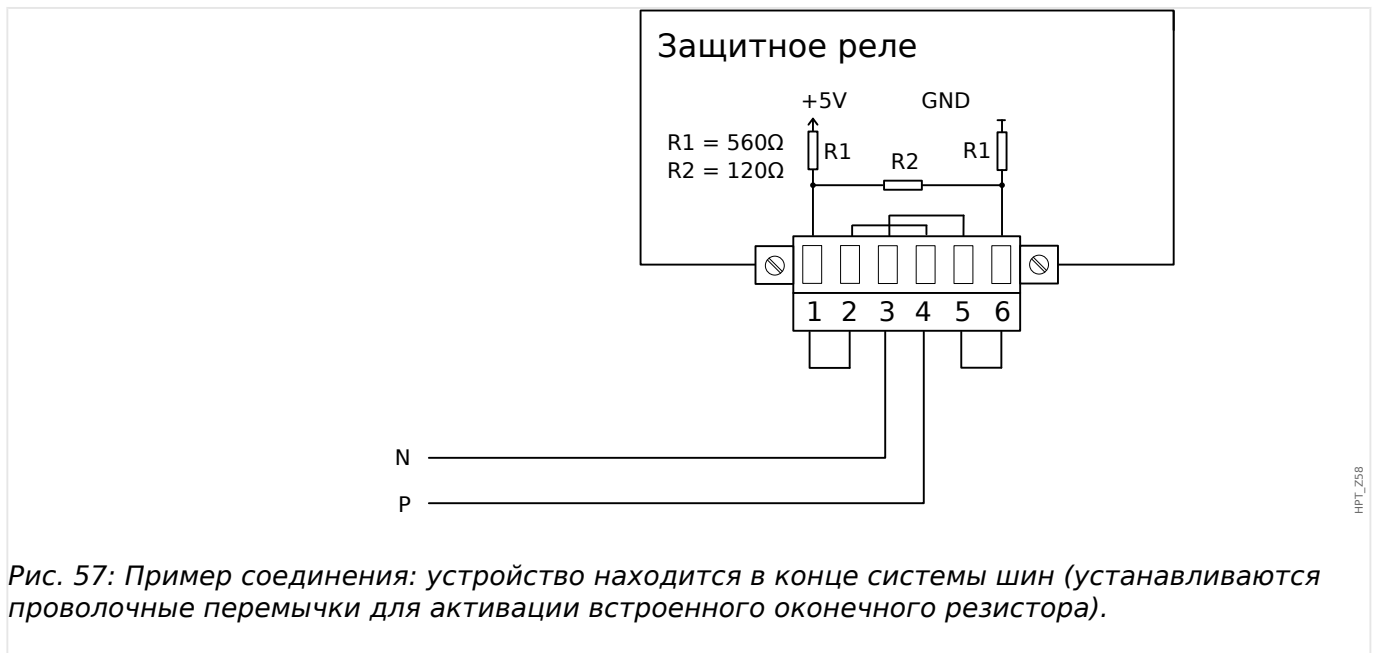 Защитное реле
+5V
GND
R1 = 560Ω
R2 = 120Ω
R1
R2
R1
1 2 3 4 5 6
N
P
HPT_Z58
Рис. 57: Пример соединения: устройство находится в конце системы шин (устанавливаются
проволочные перемычки для активации встроенного оконечного резистора).